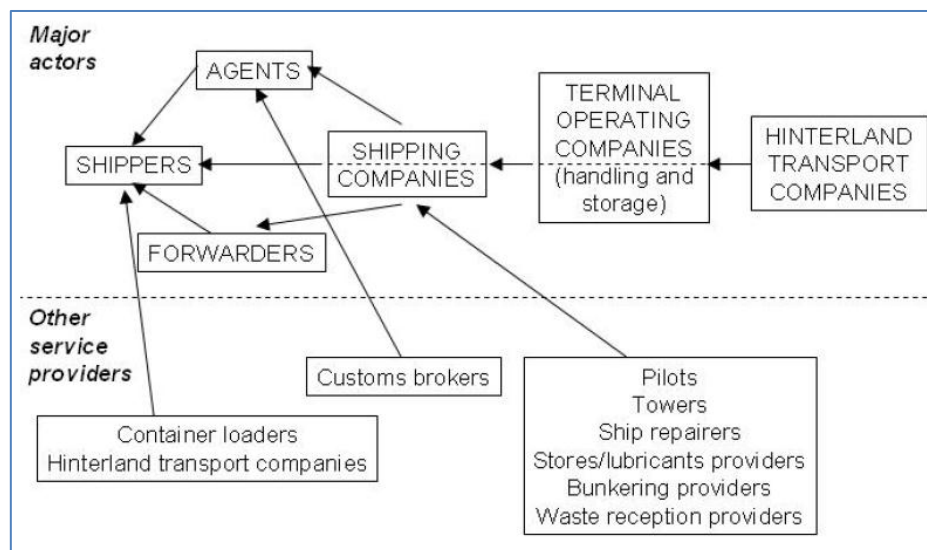 Major
actors
AGENTS
SHIPPERS
FORWARDERS
SHIPPING
COMPANIES
TERMINAL
OPERATING
COMPANIES
(handling and
storage)
HINTERLAND
TRANSPORT
COMPANIES
Other
service
providers
Container loaders
Hinterland transport companies
Customs brokers
Pilots
Towers
Ship repairers
Stores/lubricants providers
Bunkering providers
Waste reception providers